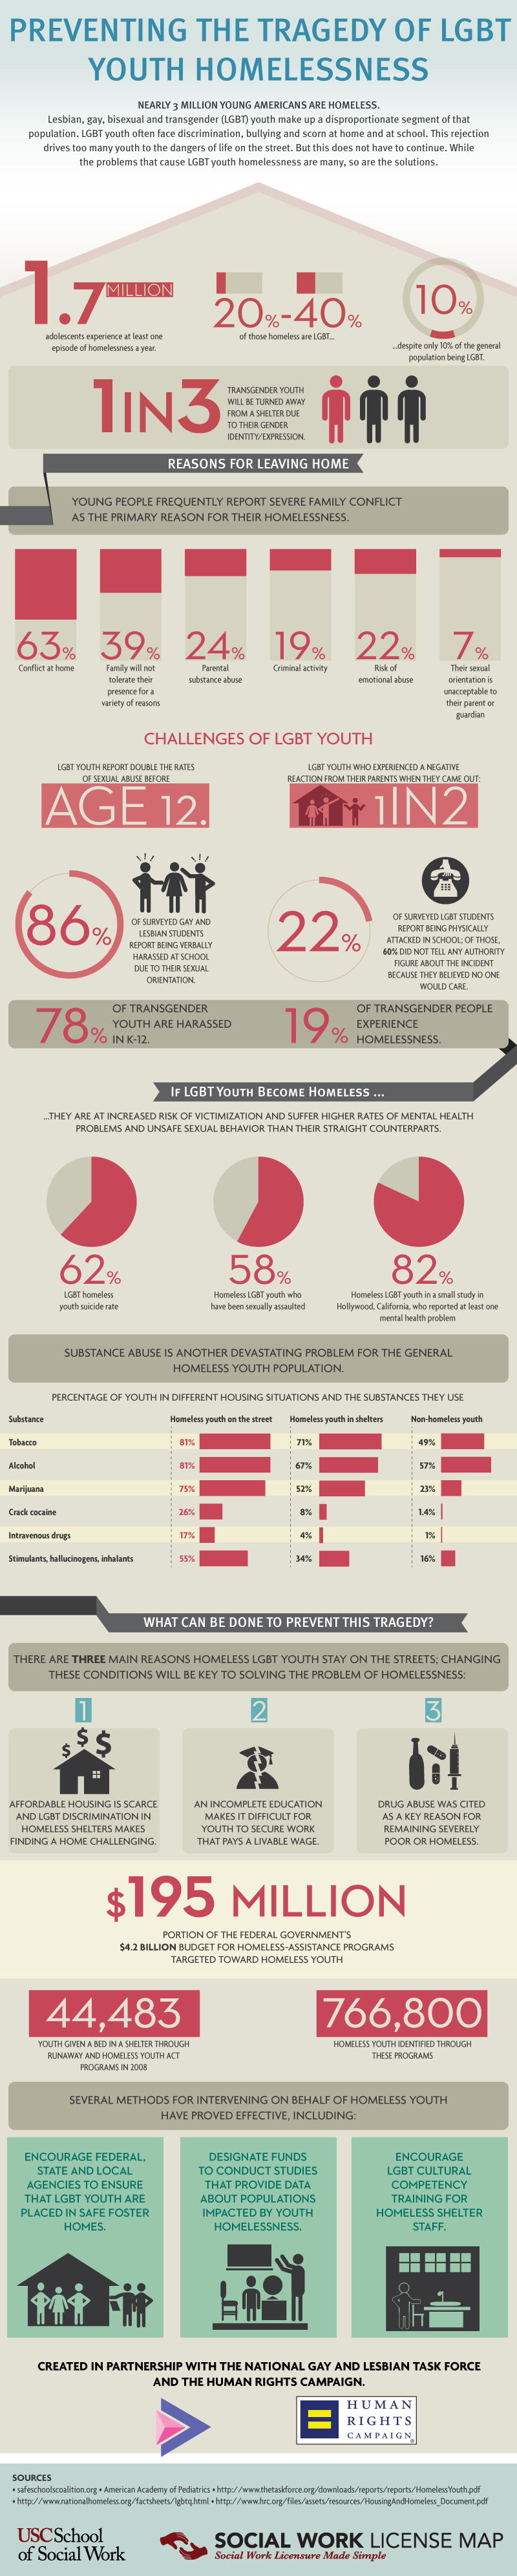 PREVENTING THE TRAGEDY OF LGBT
YOUTH HOMELESSNESS
NEARLY 3 MILLION YOUNG AMERICANS ARE HOMELESS.
Lesbian, gay, bisexual and transgender (LGBT) youth make up a disproportionate segment of that
population. LGBT youth often face discrimination, bullying and scorn at home and at school. This rejection
drives too many youth to the dangers of life on the street. But this does not have to continue. While
the problems that cause LGBT youth homelessness are many, so are the solutions.
1.7 MILLION
adolescents experience at least one
episode of homelessness a year.
20%-40%
of those homeless are LGBT...
10%
...despite only 10% of the general
population being LGBT.
1 IN 3
TRANSGENDER YOUTH
WILL BE TURNED AWAY
FROM A SHELTER DUE
TO THEIR GENDER
IDENTITY/EXPRESSION.
REASONS FOR LEAVING HOME
YOUNG PEOPLE FREQUENTLY REPORT SEVERE FAMILY CONFLICT
AS THE PRIMARY REASON FOR THEIR HOMELESSNESS.
63%
Conflict at home
39%
Family will not
tolerate their
presence for a
variety of reasons
24%
Parental
substance abuse
19%
Criminal activity
22%
Risk of
emotional abuse
7%
Their sexual
orientation is
unacceptable to
their parent or
guardian
CHALLENGES OF LGBT YOUTH
LGBT YOUTH REPORT DOUBLE THE RATES
OF SEXUAL ABUSE BEFORE
AGE 12.
LGBT YOUTH WHO EXPERIENCED A NEGATIVE
REACTION FROM THEIR PARENTS WHEN THEY CAME OUT:
1 IN 2
86%
OF SURVEYED GAY AND
LESBIAN STUDENTS
REPORT BEING VERBALLY
HARASSED AT SCHOOL
DUE TO THEIR SEXUAL
ORIENTATION.
22%
OF SURVEYED LGBT STUDENTS
REPORT BEING PHYSICALLY
ATTACKED IN SCHOOL; OF THOSE,
60% DID NOT TELL ANY AUTHORITY
FIGURE ABOUT THE INCIDENT
BECAUSE THEY BELIEVED NO ONE
WOULD CARE.
78%
OF TRANSGENDER
YOUTH ARE HARASSED
IN K-12.
19%
OF TRANSGENDER PEOPLE
EXPERIENCE
HOMELESSNESS.
IF LGBT YOUTH BECOME HOMELESS ...
...THEY ARE AT INCREASED RISK OF VICTIMIZATION AND SUFFER HIGHER RATES OF MENTAL HEALTH
PROBLEMS AND UNSAFE SEXUAL BEHAVIOR THAN THEIR STRAIGHT COUNTERPARTS.
62%
LGBT homeless
youth suicide rate
58%
Homeless LGBT youth who
have been sexually assaulted
82%
Homeless LGBT youth in a small study in
Hollywood, California, who reported at least one
mental health problem
SUBSTANCE ABUSE IS ANOTHER DEVASTATING PROBLEM FOR THE GENERAL
HOMELESS YOUTH POPULATION.
PERCENTAGE OF YOUTH IN DIFFERENT HOUSING SITUATIONS AND THE SUBSTANCES THEY USE
Substance Homeless youth on the street Homeless youth in shelters Non-homeless youth
Tobacco 81% 71% 49%
Alcohol 81% 67% 57%
Marijuana 75% 52% 23%
Crack cocaine 26% 8% 1.4%
Intravenous drugs 17% 4% 1%
Stimulants, hallucinogens, inhalants 55% 34% 16%
WHAT CAN BE DONE TO PREVENT THIS TRAGEDY?
THERE ARE THREE MAIN REASONS HOMELESS LGBT YOUTH STAY ON THE STREETS; CHANGING
THESE CONDITIONS WILL BE KEY TO SOLVING THE PROBLEM OF HOMELESSNESS:
1
$ $ $
AFFORDABLE HOUSING IS SCARCE
AND LGBT DISCRIMINATION IN
HOMELESS SHELTERS MAKES
FINDING A HOME CHALLENGING.
2
AN INCOMPLETE EDUCATION
MAKES IT DIFFICULT FOR
YOUTH TO SECURE WORK
THAT PAYS A LIVABLE WAGE.
3
DRUG ABUSE WAS CITED
AS A KEY REASON FOR
REMAINING SEVERELY
POOR OR HOMELESS.
$195 MILLION
PORTION OF THE FEDERAL GOVERNMENT'S
$4.2 BILLION BUDGET FOR HOMELESS-ASSISTANCE PROGRAMS
TARGETED TOWARD HOMELESS YOUTH
44,483
YOUTH GIVEN A BED IN A SHELTER THROUGH
RUNAWAY AND HOMELESS YOUTH ACT
PROGRAMS IN 2008
766,800
HOMELESS YOUTH IDENTIFIED THROUGH
THESE PROGRAMS
SEVERAL METHODS FOR INTERVENING ON BEHALF OF HOMELESS YOUTH
HAVE PROVED EFFECTIVE, INCLUDING:
ENCOURAGE FEDERAL,
STATE AND LOCAL
AGENCIES TO ENSURE
THAT LGBT YOUTH ARE
PLACED IN SAFE FOSTER
HOMES.
DESIGNATE FUNDS
TO CONDUCT STUDIES
THAT PROVIDE DATA
ABOUT POPULATIONS
IMPACTED BY YOUTH
HOMELESSNESS.
ENCOURAGE
LGBT CULTURAL
COMPETENCY
TRAINING FOR
HOMELESS SHELTER
STAFF.
CREATED IN PARTNERSHIP WITH THE NATIONAL GAY AND LESBIAN TASK FORCE
AND THE HUMAN RIGHTS CAMPAIGN.
HUMAN
RIGHTS
CAMPAIGN®
SOURCES
• safeschoolscoalition.org • American Academy of Pediatrics • http://www.thetaskforce.org/downloads/reports/reports/HomelessYouth.pdf
• http://www.nationalhomeless.org/factsheets/lgbtq.html • http://www.hrc.org/files/assets/resources/HousingAndHomeless_Document.pdf
USC School
of Social Work
SOCIAL WORK LICENSE MAP
Social Work Licensure Made Simple